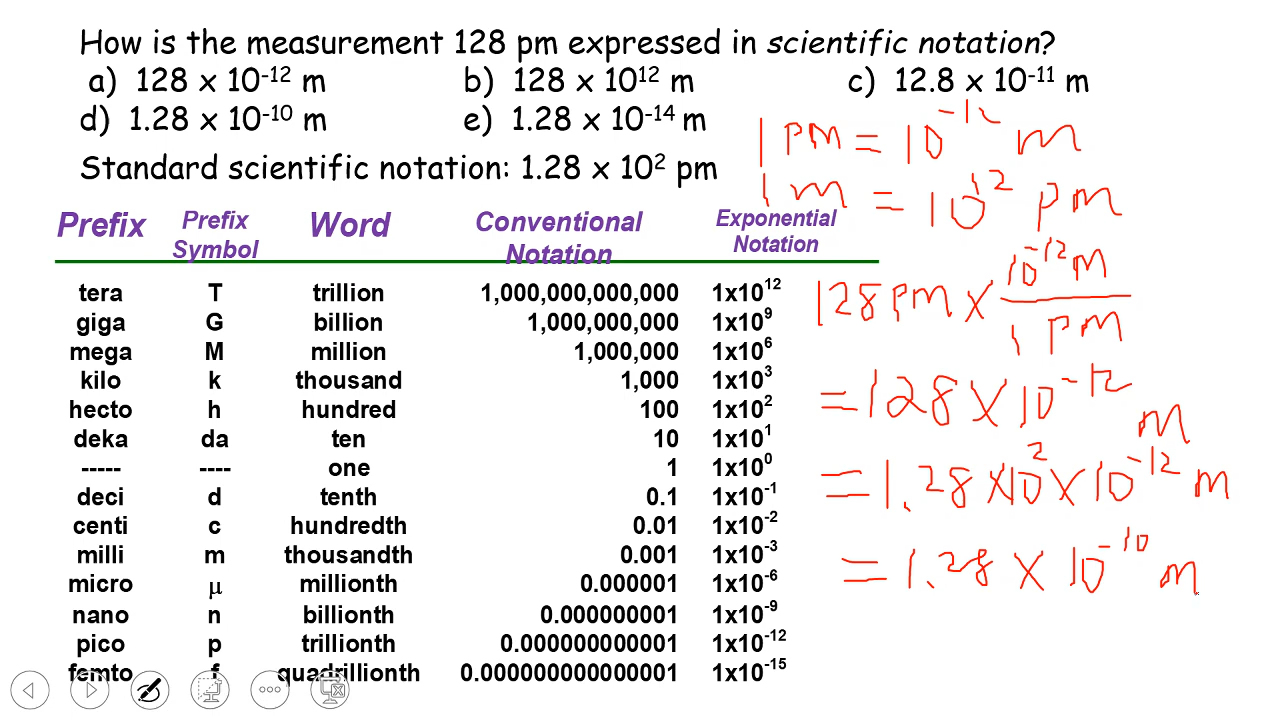 How is the measurement 128 pm expressed in scientific notation?
a) 128 x 10⁻¹² m b) 128 x 10¹² m c) 12.8 x 10⁻¹¹ m
d) 1.28 x 10⁻¹⁰ m e) 1.28 x 10⁻¹⁴ m
Standard scientific notation: 1.28 x 10² pm
1 pm = 10⁻¹² m
1 m = 10¹² pm
128 pm × 10⁻¹² m / 1 pm
= 128 × 10⁻¹² m
= 1.28 × 10² × 10⁻¹² m
= 1.28 × 10⁻¹⁰ m
Prefix Prefix Symbol Word Conventional Notation Exponential Notation
tera T trillion 1,000,000,000,000 1x10¹²
giga G billion 1,000,000,000 1x10⁹
mega M million 1,000,000 1x10⁶
kilo k thousand 1,000 1x10³
hecto h hundred 100 1x10²
deka da ten 10 1x10¹
----- ---- one 1 1x10⁰
deci d tenth 0.1 1x10⁻¹
centi c hundredth 0.01 1x10⁻²
milli m thousandth 0.001 1x10⁻³
micro μ millionth 0.000001 1x10⁻⁶
nano n billionth 0.000000001 1x10⁻⁹
pico p trillionth 0.000000000001 1x10⁻¹²
femto f quadrillionth 0.000000000000001 1x10⁻¹⁵